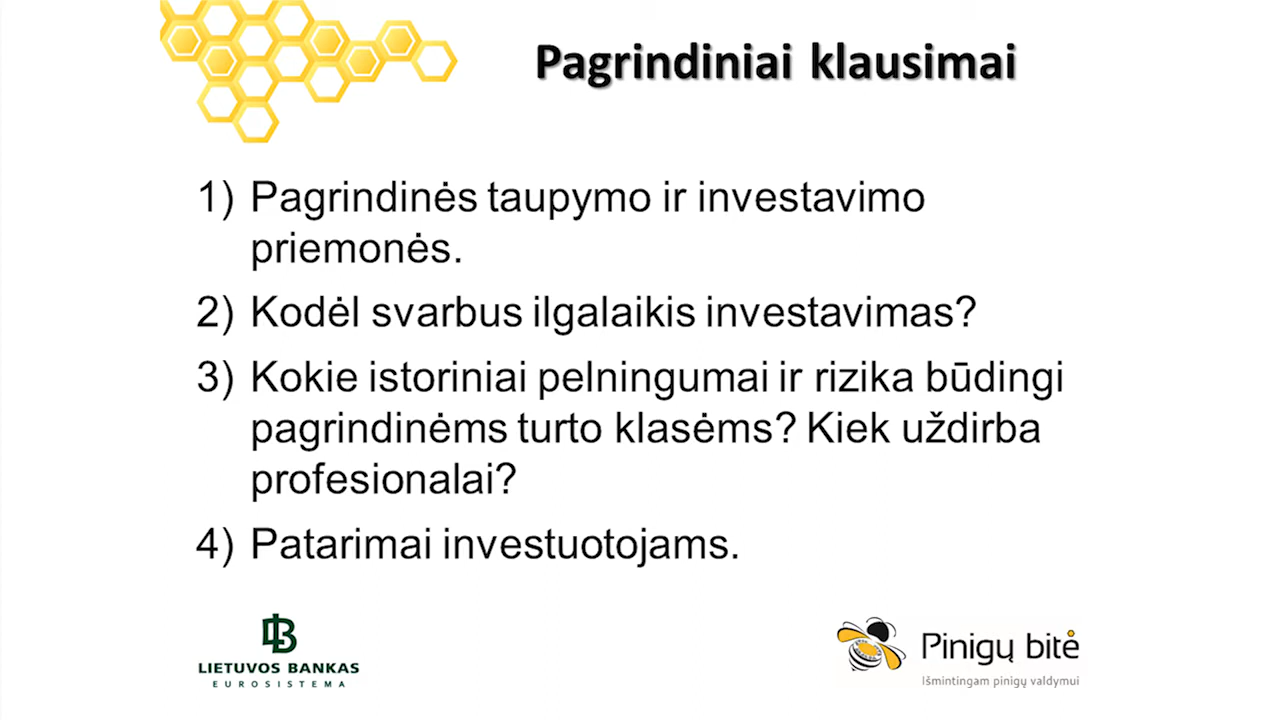 Pagrindiniai klausimai
1) Pagrindinės taupymo ir investavimo
priemonės.
2) Kodėl svarbus ilgalaikis investavimas?
3) Kokie istoriniai pelningumai ir rizika būdingi
pagrindinėms turto klasėms? Kiek uždirba
profesionalai?
4) Patarimai investuotojams.
LIETUVOS BANKAS
EUROSISTEMA
Pinigų bitė
Išmintingam pinigų valdymui